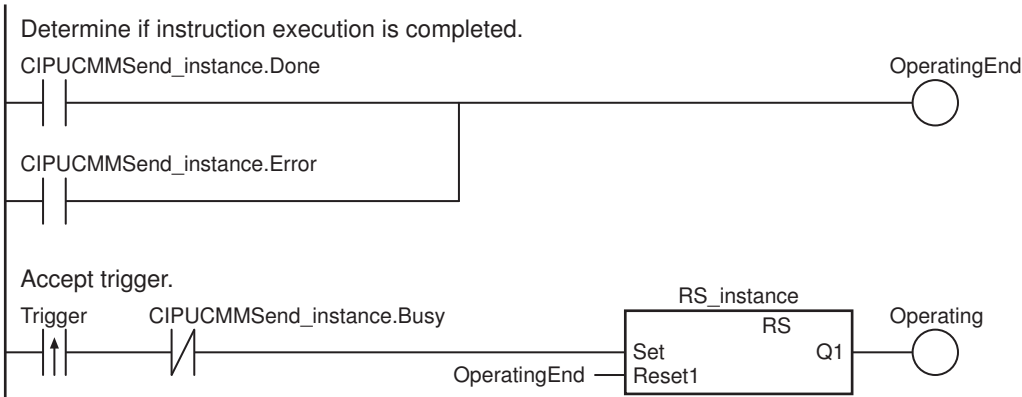 Determine if instruction execution is completed.
CIPUCMMSend_instance.Done OperatingEnd
CIPUCMMSend_instance.Error
Accept trigger.
RS_instance
Trigger CIPUCMMSend_instance.Busy RS Operating
Set Q1
OperatingEnd Reset1